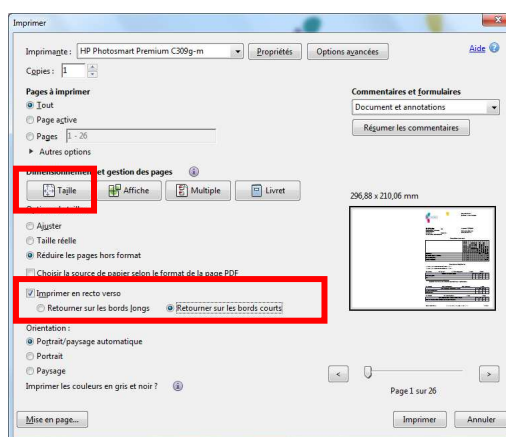 Imprimer
Imprimante : HP Photosmart Premium C309g-m Propriétés Options avancées Aide
Copies : 1
Pages à imprimer Commentaires et formulaires
Tout Document et annotations
Page active
Pages 1 - 26 Résumer les commentaires
Autres options
Dimensionnement et gestion des pages
Taille Affiche Multiple Livret
296,88 x 210,06 mm
Ajuster
Taille réelle
Réduire les pages hors format
Choisir la source de papier selon le format de la page PDF
Imprimer en recto verso
Retourner sur les bords longs Retourner sur les bords courts
Orientation :
Portrait/paysage automatique
Portrait
Paysage
Imprimer les couleurs en gris et noir ?
< >
Page 1 sur 26
Mise en page... Imprimer Annuler